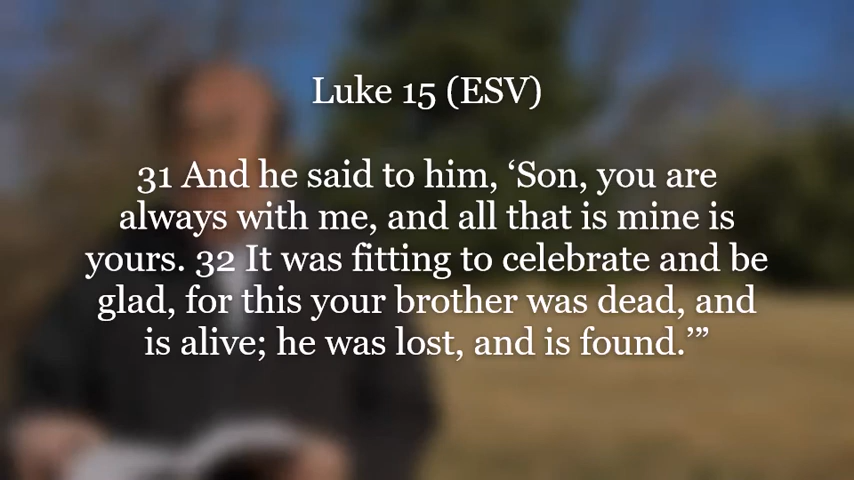 Luke 15 (ESV)
31 And he said to him, ‘Son, you are
always with me, and all that is mine is
yours. 32 It was fitting to celebrate and be
glad, for this your brother was dead, and
is alive; he was lost, and is found.’”